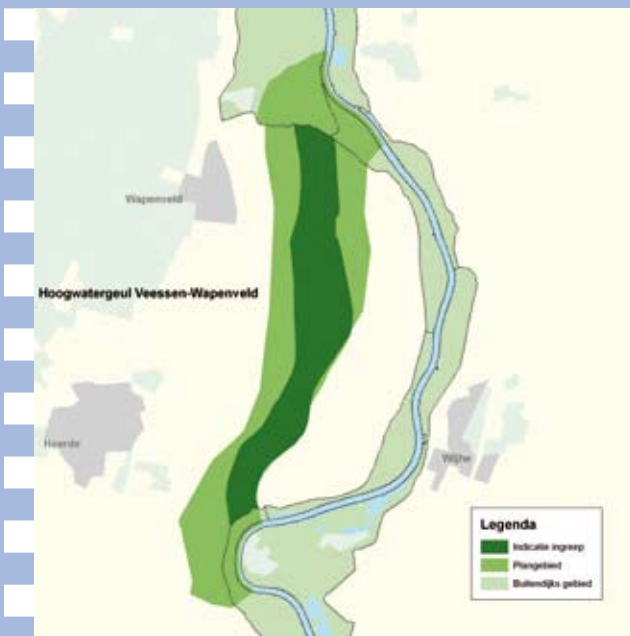 Wapenveld
Hoogwatergeul Veessen-Wapenveld
Heerde
Wijhe
Legenda
Indicatie ingreep
Plangebied
Buitendijks gebied